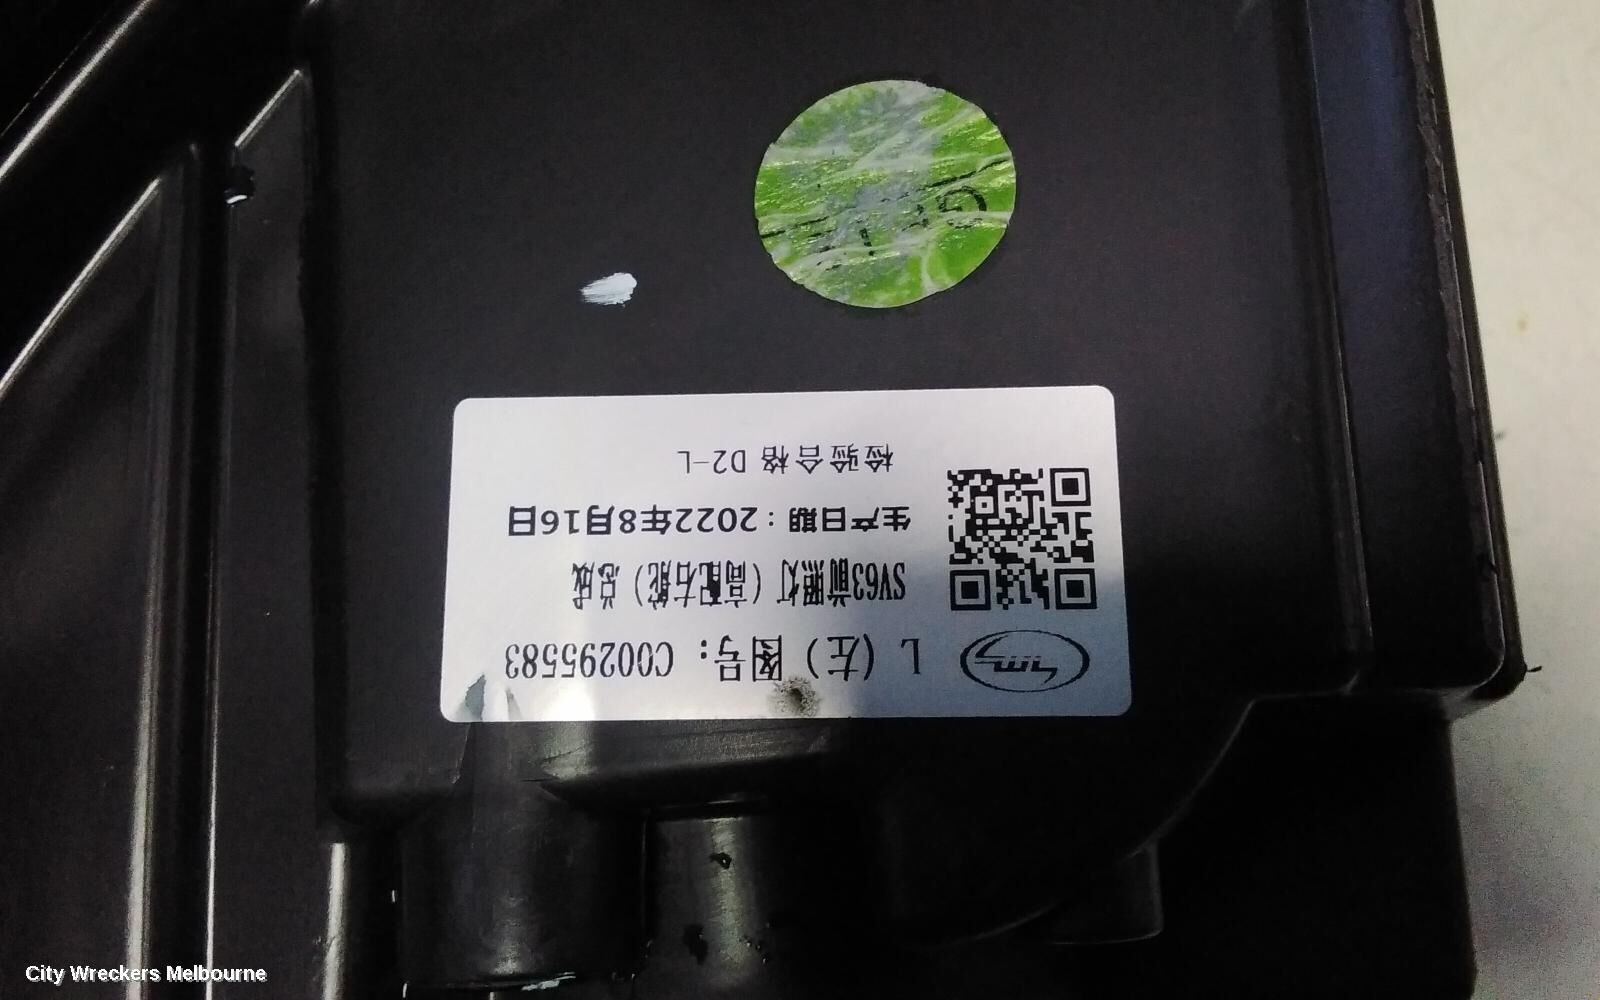 L (左) 图号: C00295583
SV63前照灯 (高配右舵) 总成
生产日期：2022年8月16日
检验合格 D2-L
City Wreckers Melbourne